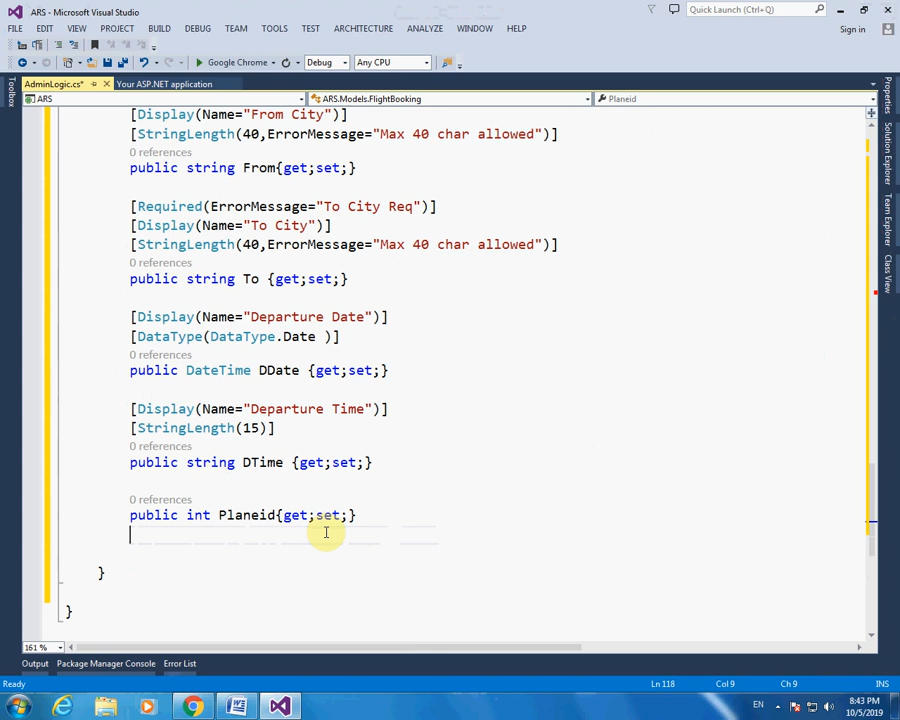 ARS - Microsoft Visual Studio
Quick Launch (Ctrl+Q)
FILE EDIT VIEW PROJECT BUILD DEBUG TEAM TOOLS TEST ARCHITECTURE ANALYZE WINDOW HELP
Sign in
Google Chrome Debug Any CPU
AdminLogic.cs* Your ASP.NET application
ARS ARS.Models.FlightBooking Planeid
Toolbox
Properties
Solution Explorer
Team Explorer
Class View
[Display(Name="From City")]
[StringLength(40,ErrorMessage="Max 40 char allowed")]
0 references
public string From{get;set;}
[Required(ErrorMessage="To City Req")]
[Display(Name="To City")]
[StringLength(40,ErrorMessage="Max 40 char allowed")]
0 references
public string To {get;set;}
[Display(Name="Departure Date")]
[DataType(DataType.Date )]
0 references
public DateTime DDate {get;set;}
[Display(Name="Departure Time")]
[StringLength(15)]
0 references
public string DTime {get;set;}
0 references
public int Planeid{get;set;}
}
}
161 %
Output Package Manager Console Error List
Ready Ln 118 Col 9 Ch 9 INS
EN 8:43 PM
10/5/2019